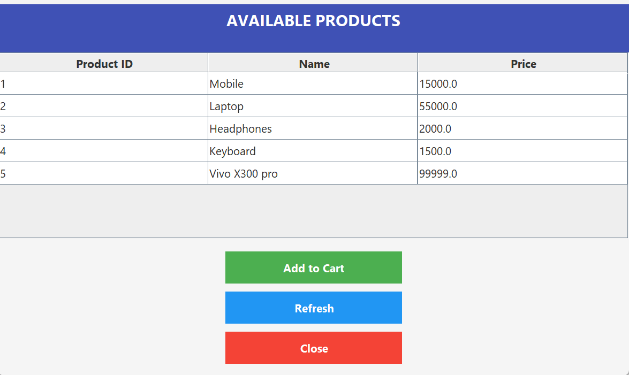 AVAILABLE PRODUCTS
Product ID Name Price
1 Mobile 15000.0
2 Laptop 55000.0
3 Headphones 2000.0
4 Keyboard 1500.0
5 Vivo X300 pro 99999.0
Add to Cart
Refresh
Close